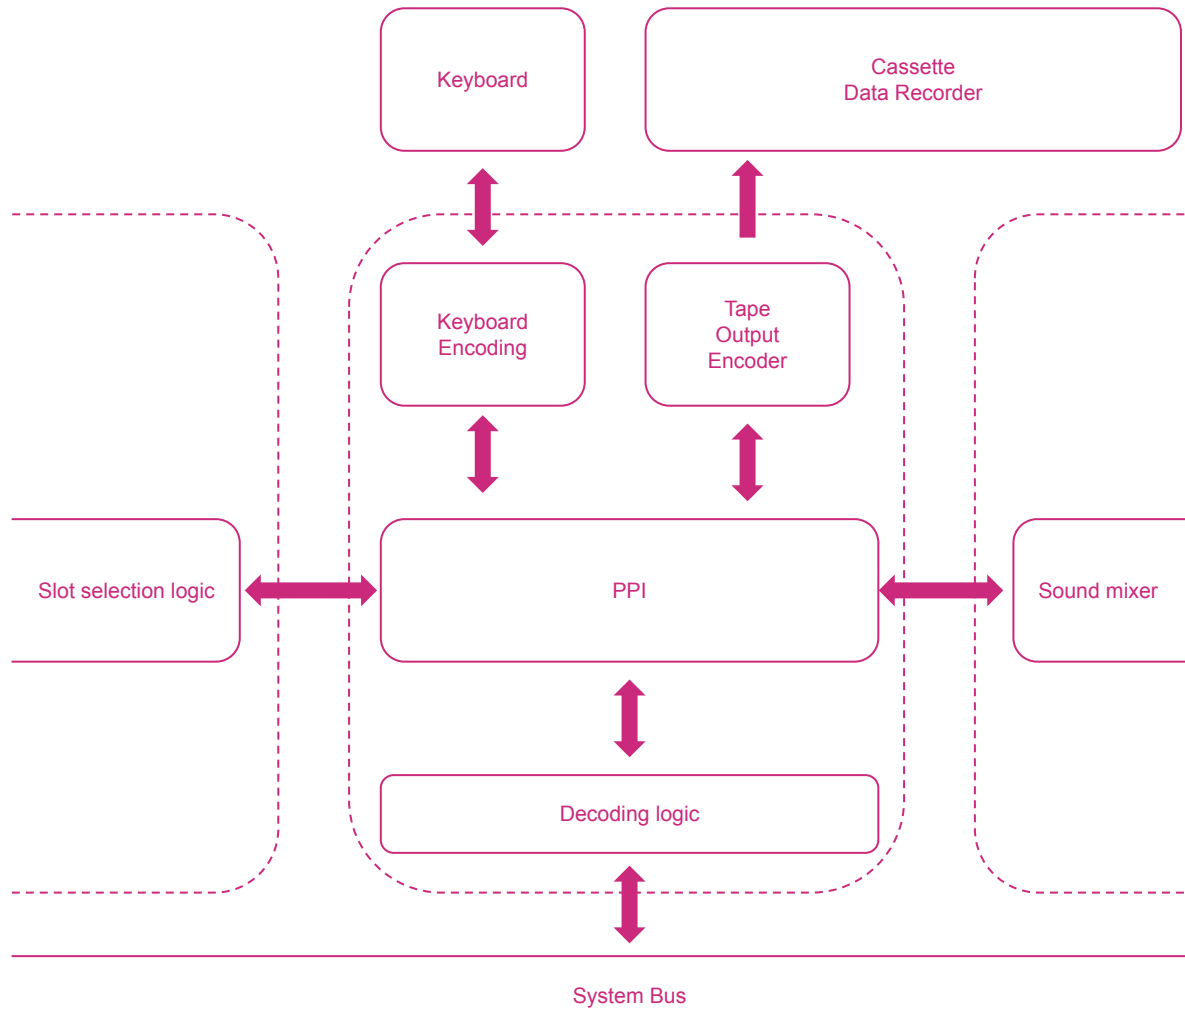 Keyboard
Cassette
Data Recorder
Keyboard
Encoding
Tape
Output
Encoder
Slot selection logic
PPI
Sound mixer
Decoding logic
System Bus